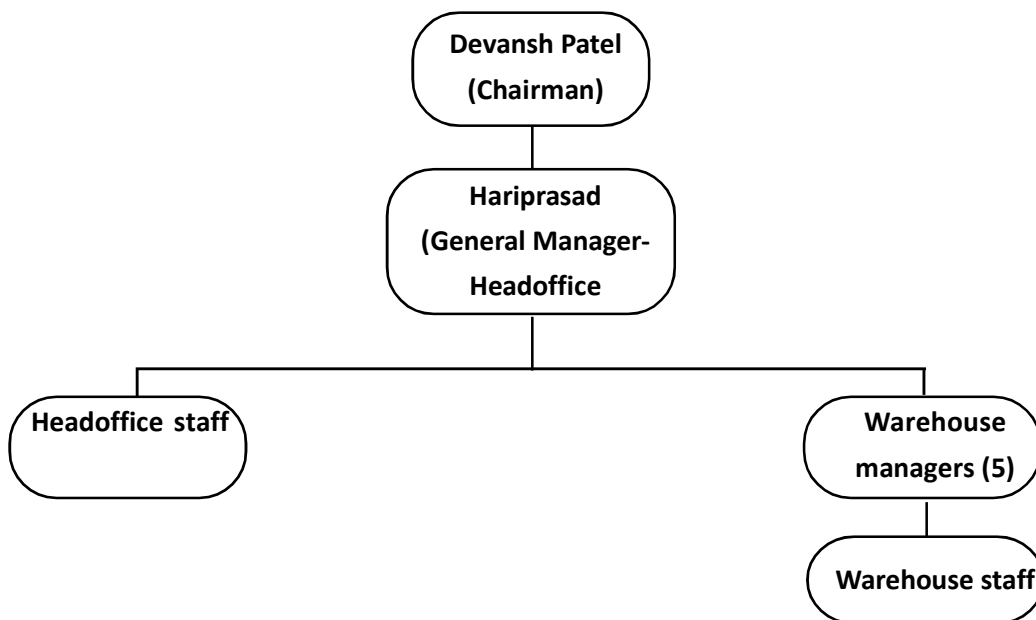 Devansh Patel
(Chairman)
Hariprasad
(General Manager-
Headoffice
Headoffice staff
Warehouse
managers (5)
Warehouse staff